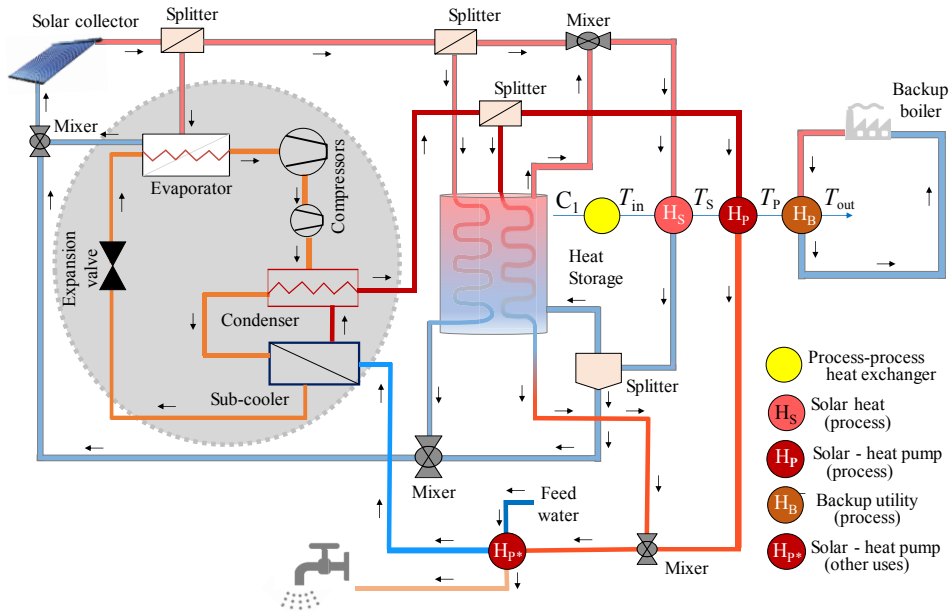 Solar collector
Splitter
Splitter
Mixer
Splitter
Backup
boiler
Mixer
Evaporator
Compressors
C1
Tin
HS
TS
HP
TP
HB
Tout
Expansion
valve
Heat
Storage
Condenser
Sub-cooler
Splitter
Mixer
Feed
water
HP*
Mixer
Process-process
heat exchanger
HS
Solar heat
(process)
HP
Solar - heat pump
(process)
HB
Backup utility
(process)
HP*
Solar - heat pump
(other uses)